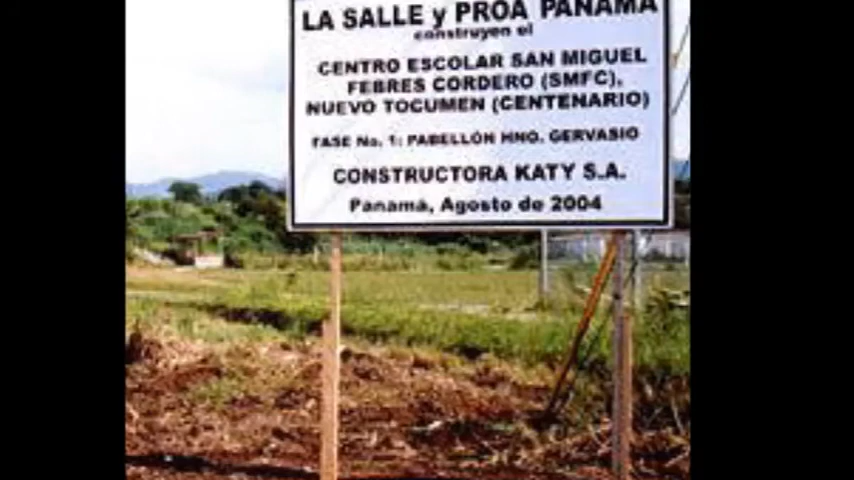 LA SALLE y PROA PANAMA
construyen el
CENTRO ESCOLAR SAN MIGUEL
FEBRES CORDERO (SMFC),
NUEVO TOCUMEN (CENTENARIO)
FASE No. 1: PABELLÓN HNO. GERVASIO
CONSTRUCTORA KATY S.A.
Panamá, Agosto de 2004